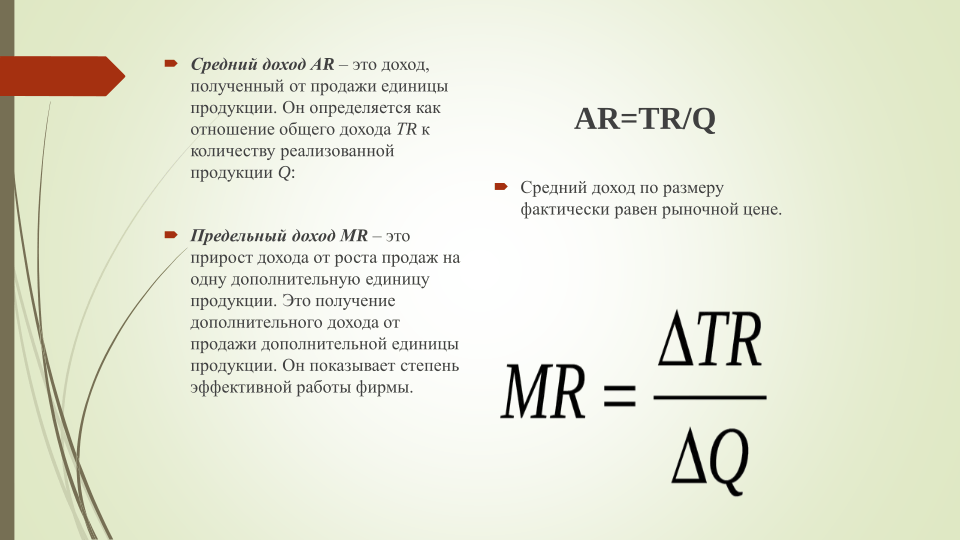 Средний доход AR – это доход,
полученный от продажи единицы
продукции. Он определяется как
отношение общего дохода TR к
количеству реализованной
продукции Q:
Предельный доход MR – это
прирост дохода от роста продаж на
одну дополнительную единицу
продукции. Это получение
дополнительного дохода от
продажи дополнительной единицы
продукции. Он показывает степень
эффективной работы фирмы.
AR=TR/Q
Средний доход по размеру
фактически равен рыночной цене.
MR = ΔTR / ΔQ